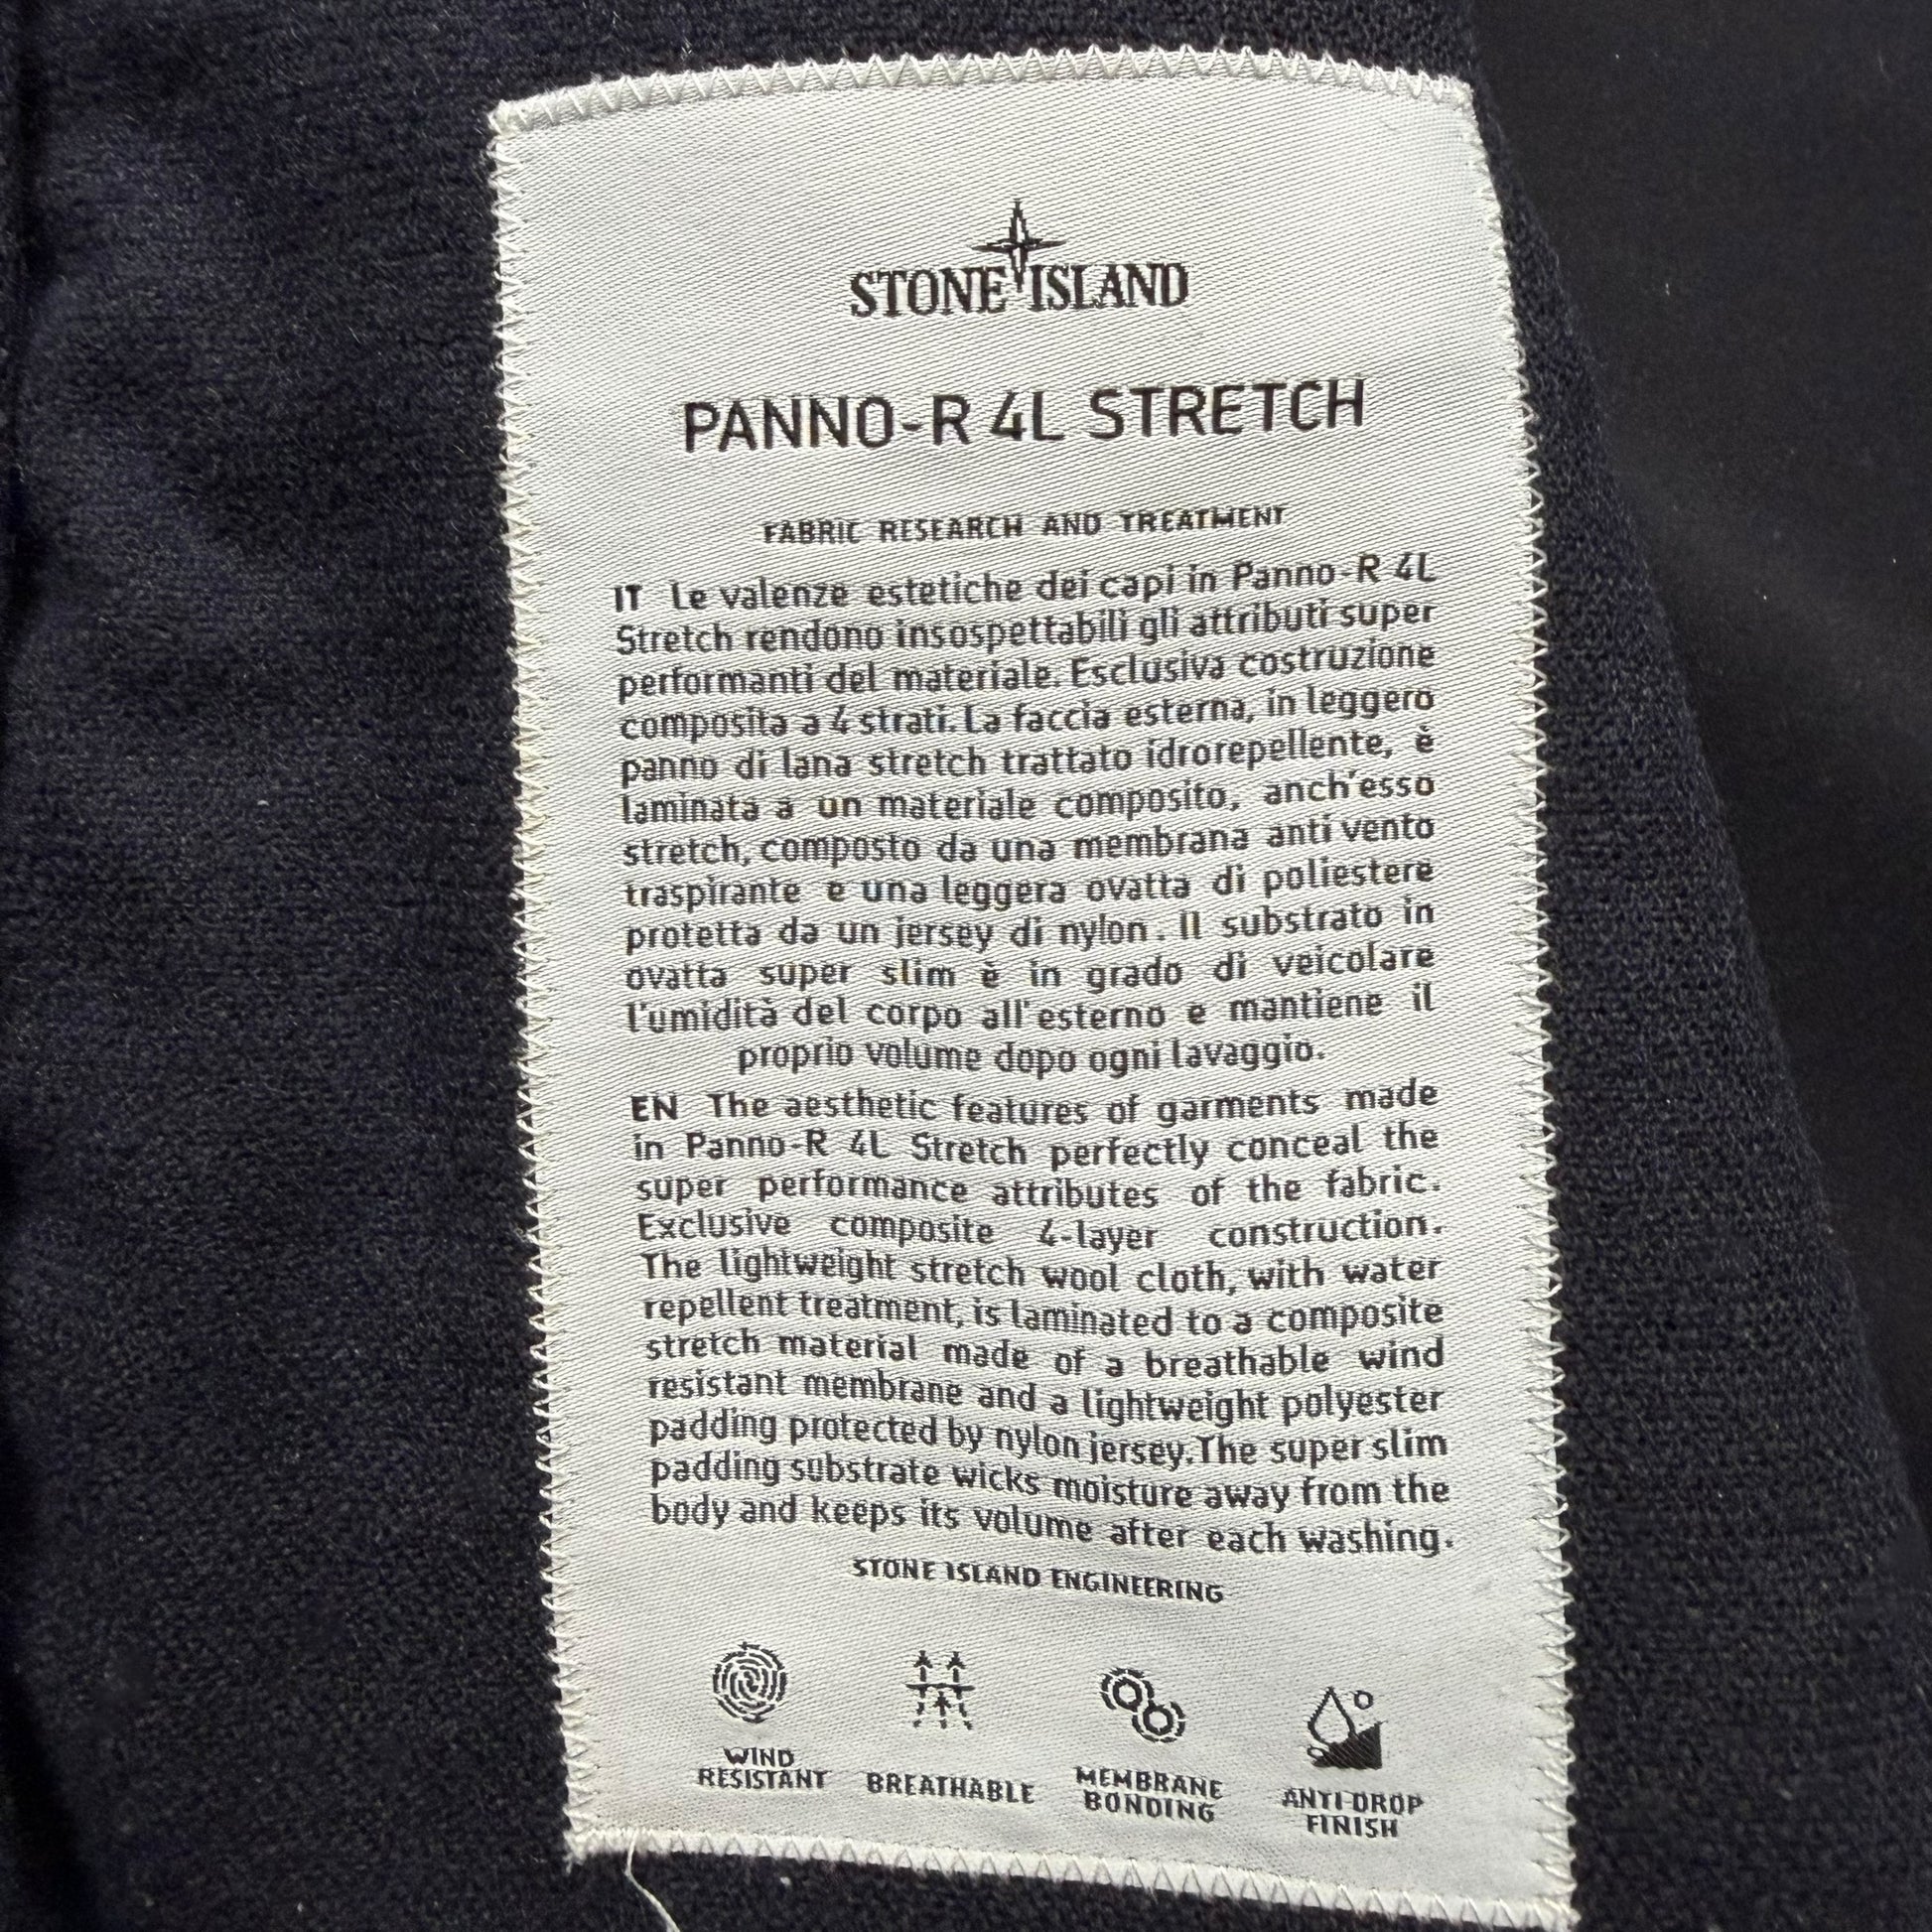 STONE ISLAND
PANNO-R 4L STRETCH
FABRIC RESEARCH AND TREATMENT
IT Le valenze estetiche dei capi in Panno-R 4L
Stretch rendono insospettabili gli attributi super
performanti del materiale. Esclusiva costruzione
composita a 4 strati. La faccia esterna, in leggero
panno di lana stretch trattato idrorepellente, è
laminata a un materiale composito, anch'esso
stretch, composto da una membrana anti vento
traspirante e una leggera ovatta di poliestere
protetta da un jersey di nylon. Il substrato in
ovatta super slim è in grado di veicolare
l'umidità del corpo all'esterno e mantiene il
proprio volume dopo ogni lavaggio.
EN The aesthetic features of garments made
in Panno-R 4L Stretch perfectly conceal the
super performance attributes of the fabric.
Exclusive composite 4-layer construction.
The lightweight stretch wool cloth, with water
repellent treatment, is laminated to a composite
stretch material made of a breathable wind
resistant membrane and a lightweight polyester
padding protected by nylon jersey. The super slim
padding substrate wicks moisture away from the
body and keeps its volume after each washing.
STONE ISLAND ENGINEERING
WIND
RESISTANT
BREATHABLE
MEMBRANE
BONDING
ANTI-DROP
FINISH